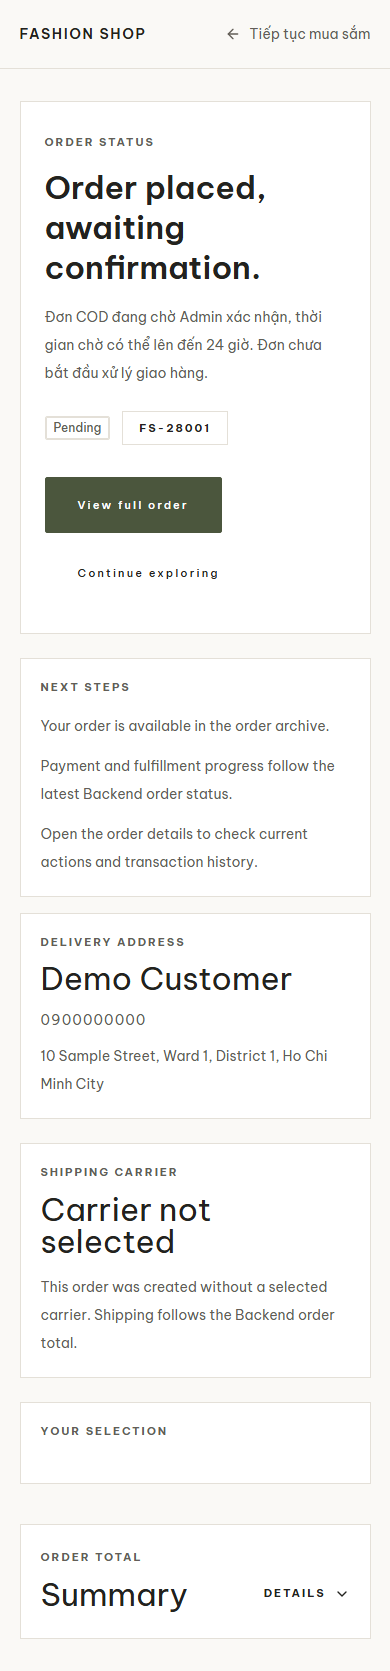 FASHION SHOP
← Tiếp tục mua sắm
ORDER STATUS
Order placed,
awaiting
confirmation.
Đơn COD đang chờ Admin xác nhận, thời
gian chờ có thể lên đến 24 giờ. Đơn chưa
bắt đầu xử lý giao hàng.
Pending
FS-28001
View full order
Continue exploring
NEXT STEPS
Your order is available in the order archive.
Payment and fulfillment progress follow the
latest Backend order status.
Open the order details to check current
actions and transaction history.
DELIVERY ADDRESS
Demo Customer
0900000000
10 Sample Street, Ward 1, District 1, Ho Chi
Minh City
SHIPPING CARRIER
Carrier not
selected
This order was created without a selected
carrier. Shipping follows the Backend order
total.
YOUR SELECTION
ORDER TOTAL
Summary
DETAILS